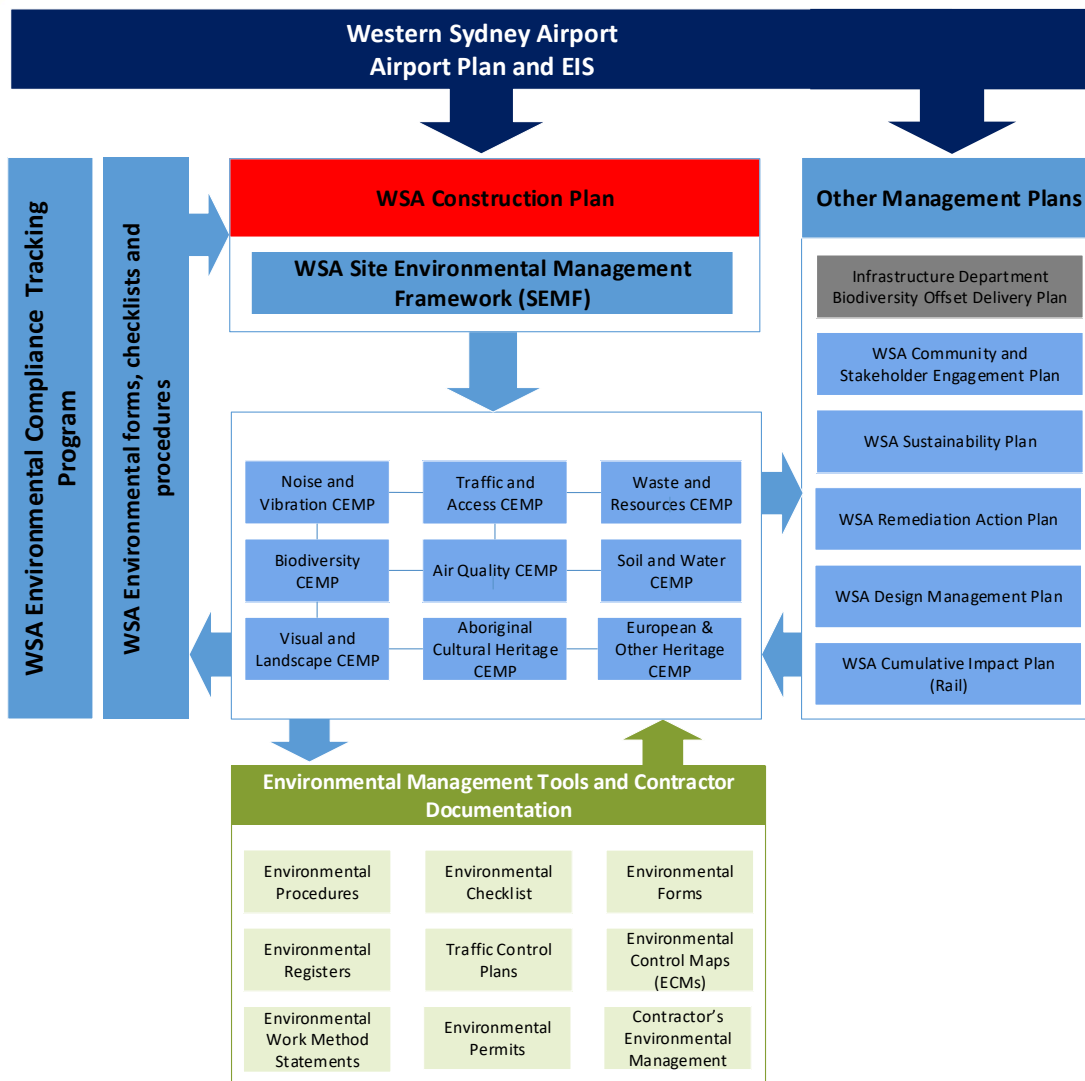 Western Sydney Airport
Airport Plan and EIS
WSA Environmental Compliance Tracking
Program
WSA Environmental forms, checklists and
procedures
WSA Construction Plan
WSA Site Environmental Management
Framework (SEMF)
Other Management Plans
Infrastructure Department
Biodiversity Offset Delivery Plan
WSA Community and
Stakeholder Engagement Plan
WSA Sustainability Plan
WSA Remediation Action Plan
WSA Design Management Plan
WSA Cumulative Impact Plan
(Rail)
Noise and
Vibration CEMP
Traffic and
Access CEMP
Waste and
Resources CEMP
Biodiversity
CEMP
Air Quality CEMP
Soil and Water
CEMP
Visual and
Landscape CEMP
Aboriginal
Cultural Heritage
CEMP
European &
Other Heritage
CEMP
Environmental Management Tools and Contractor
Documentation
Environmental
Procedures
Environmental
Checklist
Environmental
Forms
Environmental
Registers
Traffic Control
Plans
Environmental
Control Maps
(ECMs)
Environmental
Work Method
Statements
Environmental
Permits
Contractor’s
Environmental
Management